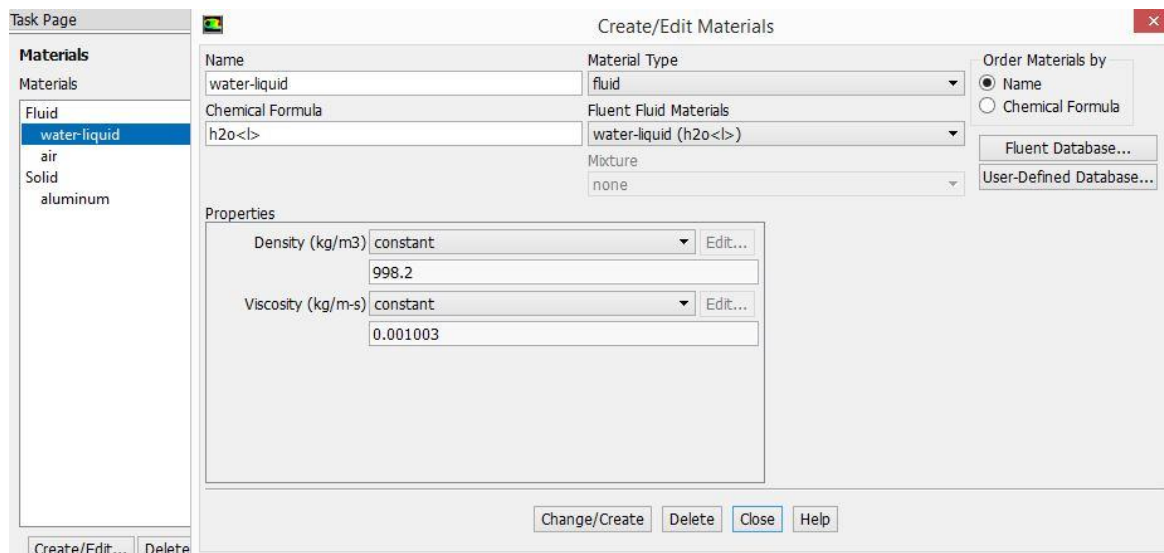 Task Page
Materials
Materials
Fluid
water-liquid
air
Solid
aluminum
Create/Edit... Delete
Create/Edit Materials
Name
water-liquid
Chemical Formula
h2o<l>
Material Type
fluid
Fluent Fluid Materials
water-liquid (h2o<l>)
Mixture
none
Order Materials by
Name
Chemical Formula
Fluent Database...
User-Defined Database...
Properties
Density (kg/m3) constant Edit...
998.2
Viscosity (kg/m-s) constant Edit...
0.001003
Change/Create Delete Close Help